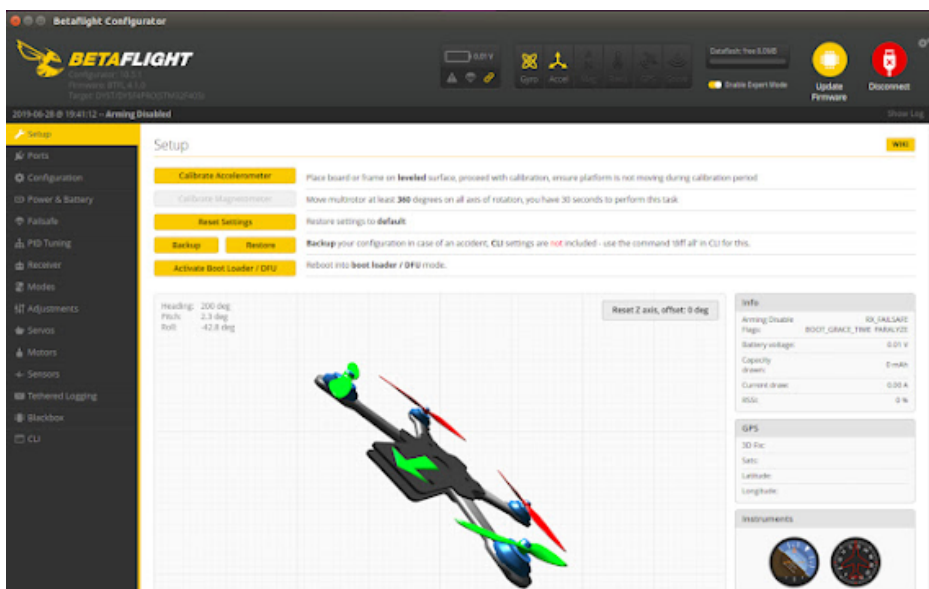 Betaflight Configurator
BETAFLIGHT
0.01 V
Gyro
Accel
Dataflash: free 0.0MB
Enable Expert Mode
Update Firmware
Disconnect
2019-06-28 @ 19:41:12 -- Arming Disabled
Show Log
Setup
Ports
Configuration
Power & Battery
Failsafe
PID Tuning
Receiver
Modes
Adjustments
Servos
Motors
Sensors
Tethered Logging
Blackbox
CLI
Setup
WIKI
Calibrate Accelerometer
Place board or frame on leveled surface, proceed with calibration, ensure platform is not moving during calibration period
Calibrate Magnetometer
Move multirotor at least 360 degrees on all axis of rotation, you have 30 seconds to perform this task
Reset Settings
Restore settings to default
Backup
Restore
Backup your configuration in case of an accident, CLI settings are not included - use the command 'diff all' in CLI for this.
Activate Boot Loader / DFU
Reboot into boot loader / DFU mode.
Heading: 200 deg
Pitch: 2.3 deg
Roll: -42.8 deg
Reset Z axis, offset: 0 deg
Info
Arming Disable Flags: RX_FAILSAFE BOOT_GRACE_TIME PARALYZE
Battery voltage: 0.01 V
Capacity drawn: 0 mAh
Current draw: 0.00 A
RSSI: 0 %
GPS
3D Fix:
Sats:
Latitude:
Longitude:
Instruments